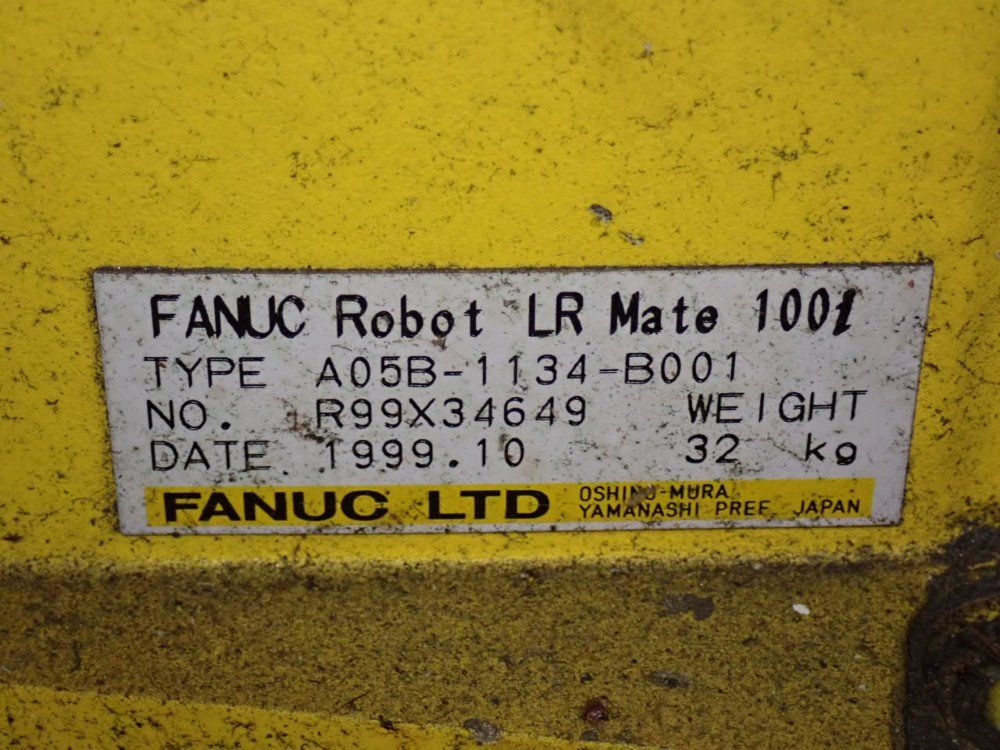 FANUC Robot LR Mate 100i
TYPE A05B-1134-B001
NO. R99X34649 WEIGHT
DATE. 1999.10 32 kg
FANUC LTD OSHINO-MURA
YAMANASHI PREF. JAPAN